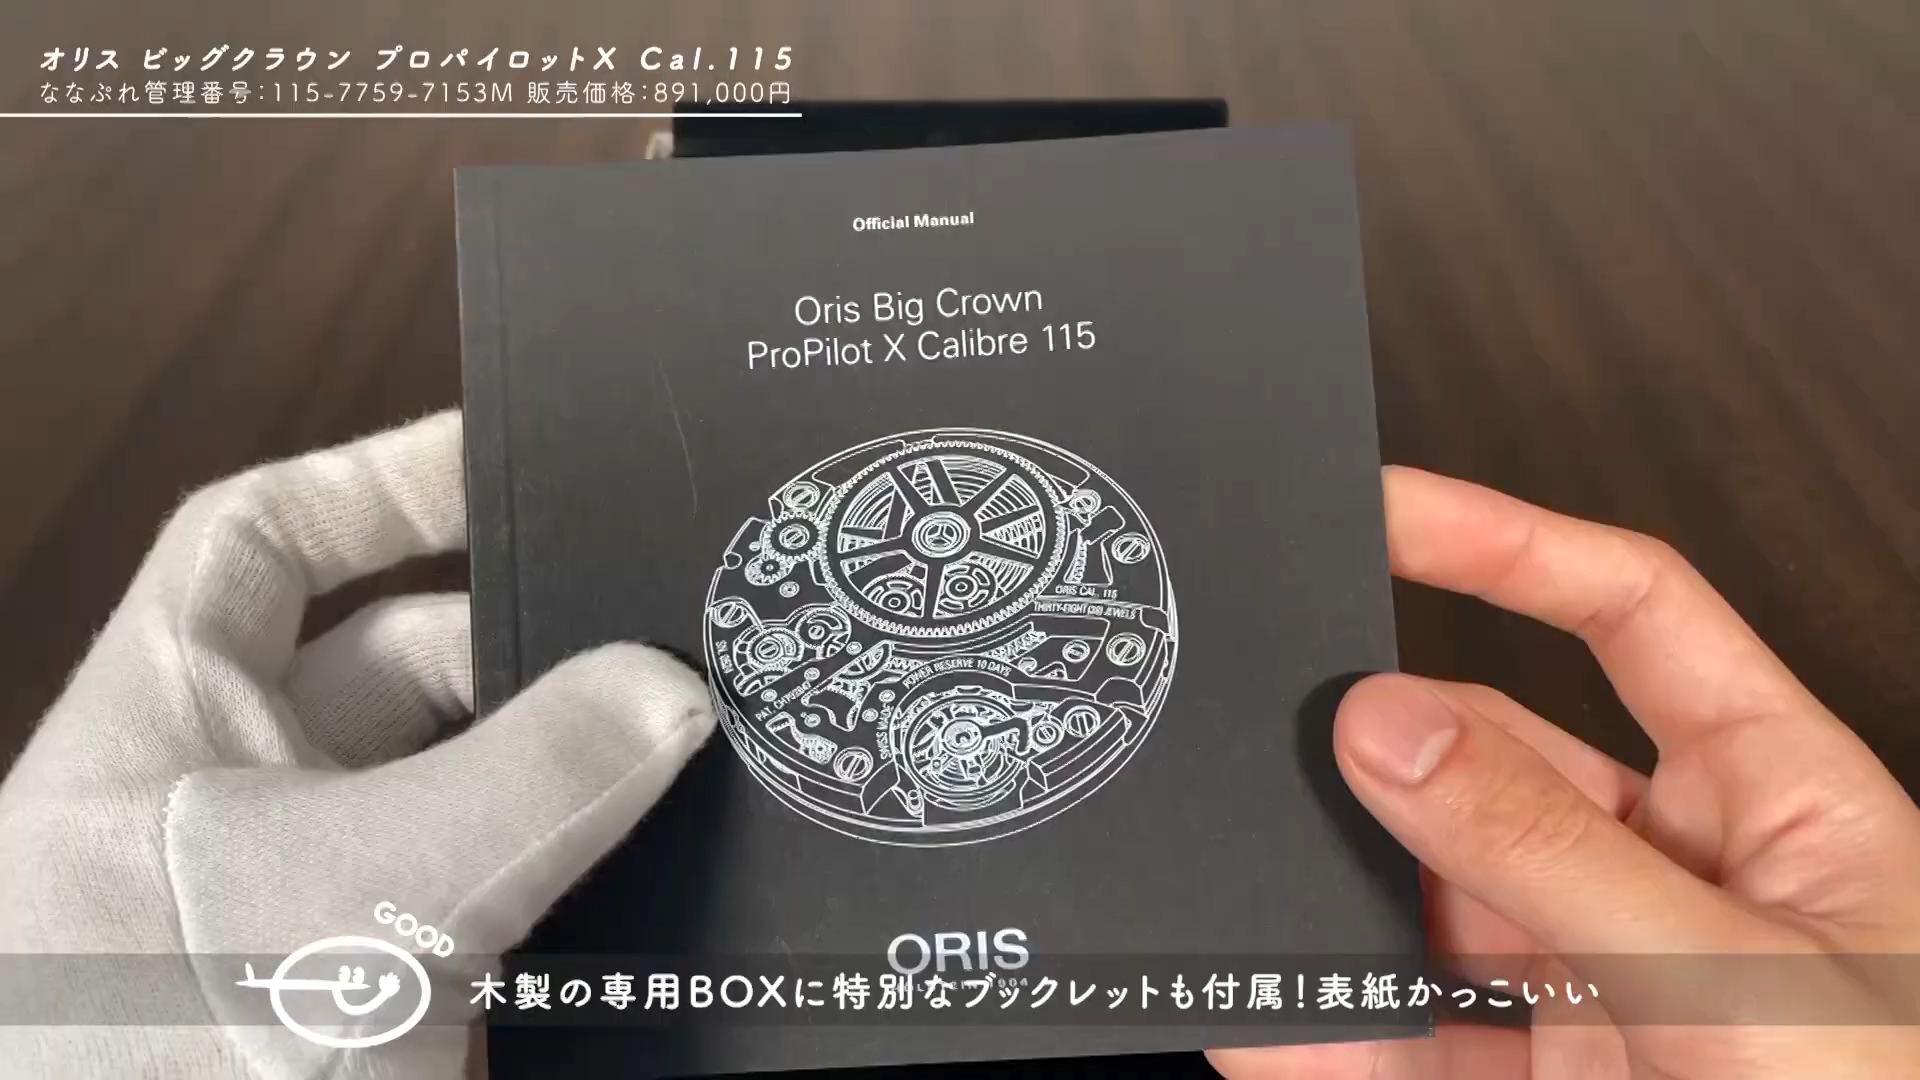 オリス ビッグクラウン プロパイロットX Cal.115
ななぷれ管理番号:115-7759-7153M 販売価格:891,000円
Official Manual
Oris Big Crown
ProPilot X Calibre 115
ORIS CAL. 115
THIRTY-EIGHT (38) JEWELS
POWER RESERVE 10 DAYS
SWISS MADE
ORIS
GOOD
木製の専用BOXに特別なブックレットも付属！表紙かっこいい